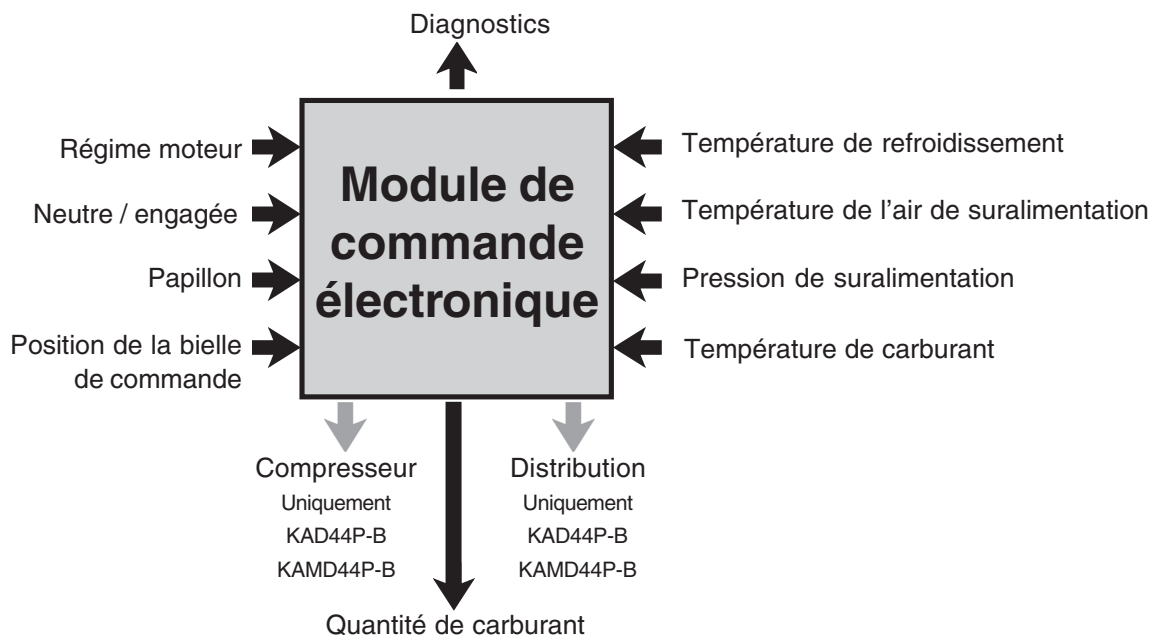 Diagnostics
Régime moteur
Neutre / engagée
Papillon
Position de la bielle
de commande
Module de
commande
électronique
Température de refroidissement
Température de l'air de suralimentation
Pression de suralimentation
Température de carburant
Compresseur
Uniquement
KAD44P-B
KAMD44P-B
Distribution
Uniquement
KAD44P-B
KAMD44P-B
Quantité de carburant